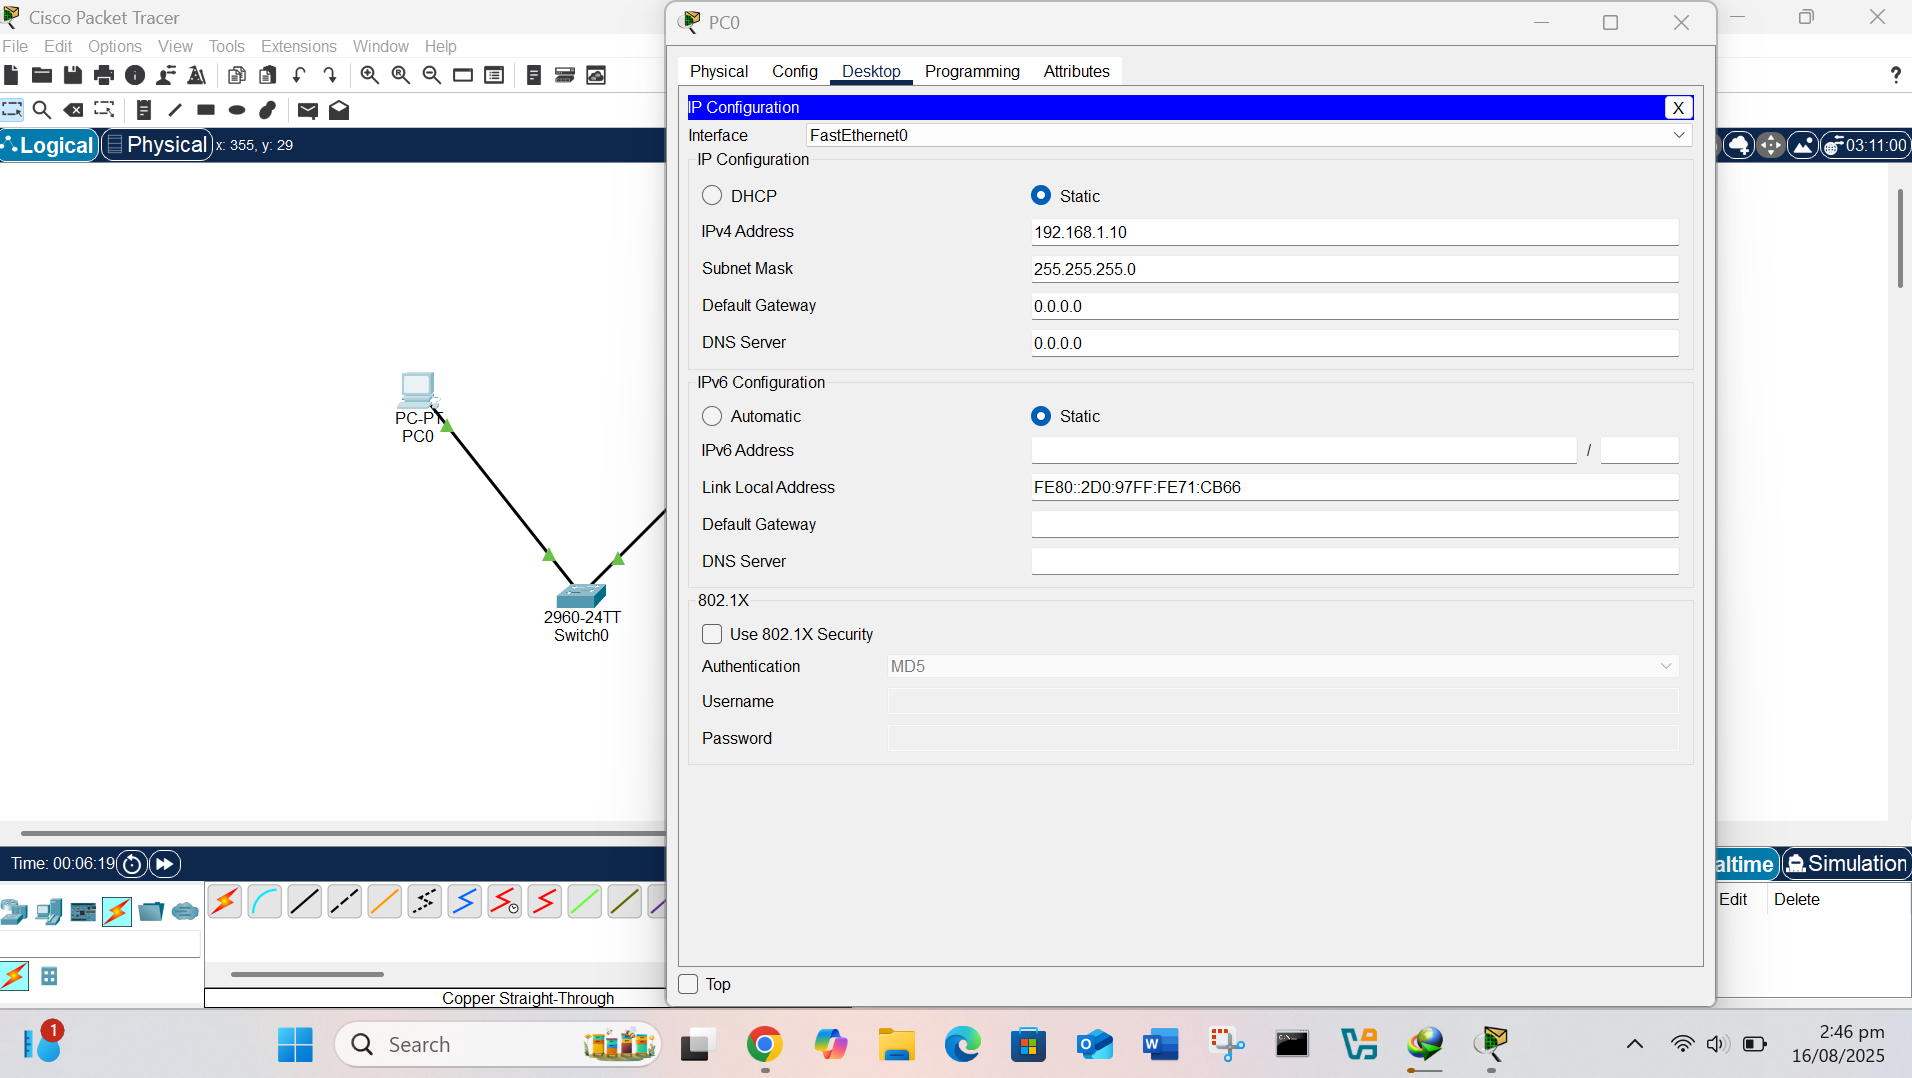 Cisco Packet Tracer
File Edit Options View Tools Extensions Window Help
Logical Physical x: 355, y: 29
03:11:00
PC-PT
PC0
2960-24TT
Switch0
Time: 00:06:19
Copper Straight-Through
PC0
Physical Config Desktop Programming Attributes
IP Configuration X
Interface FastEthernet0
IP Configuration
DHCP Static
IPv4 Address 192.168.1.10
Subnet Mask 255.255.255.0
Default Gateway 0.0.0.0
DNS Server 0.0.0.0
IPv6 Configuration
Automatic Static
IPv6 Address /
Link Local Address FE80::2D0:97FF:FE71:CB66
Default Gateway
DNS Server
802.1X
Use 802.1X Security
Authentication MD5
Username
Password
Top
altime Simulation
Edit Delete
1
Search
2:46 pm
16/08/2025